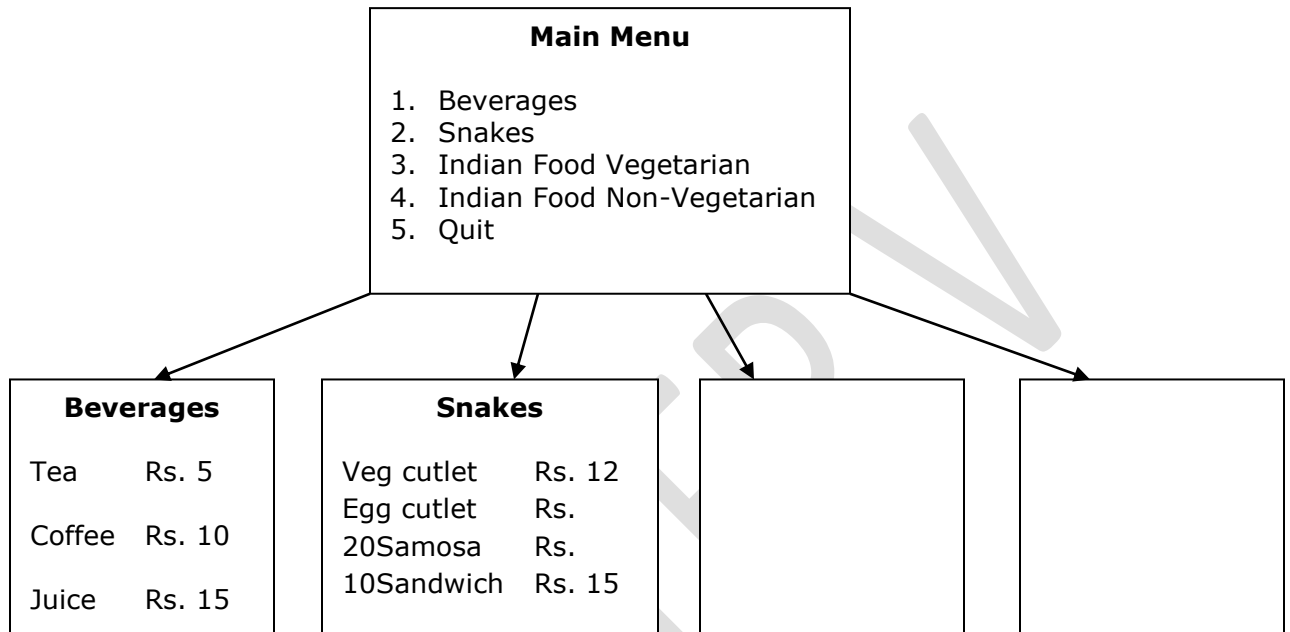 Main Menu
1. Beverages
2. Snakes
3. Indian Food Vegetarian
4. Indian Food Non-Vegetarian
5. Quit
Beverages
Tea Rs. 5
Coffee Rs. 10
Juice Rs. 15
Snakes
Veg cutlet Rs. 12
Egg cutlet Rs.
20Samosa Rs.
10Sandwich Rs. 15